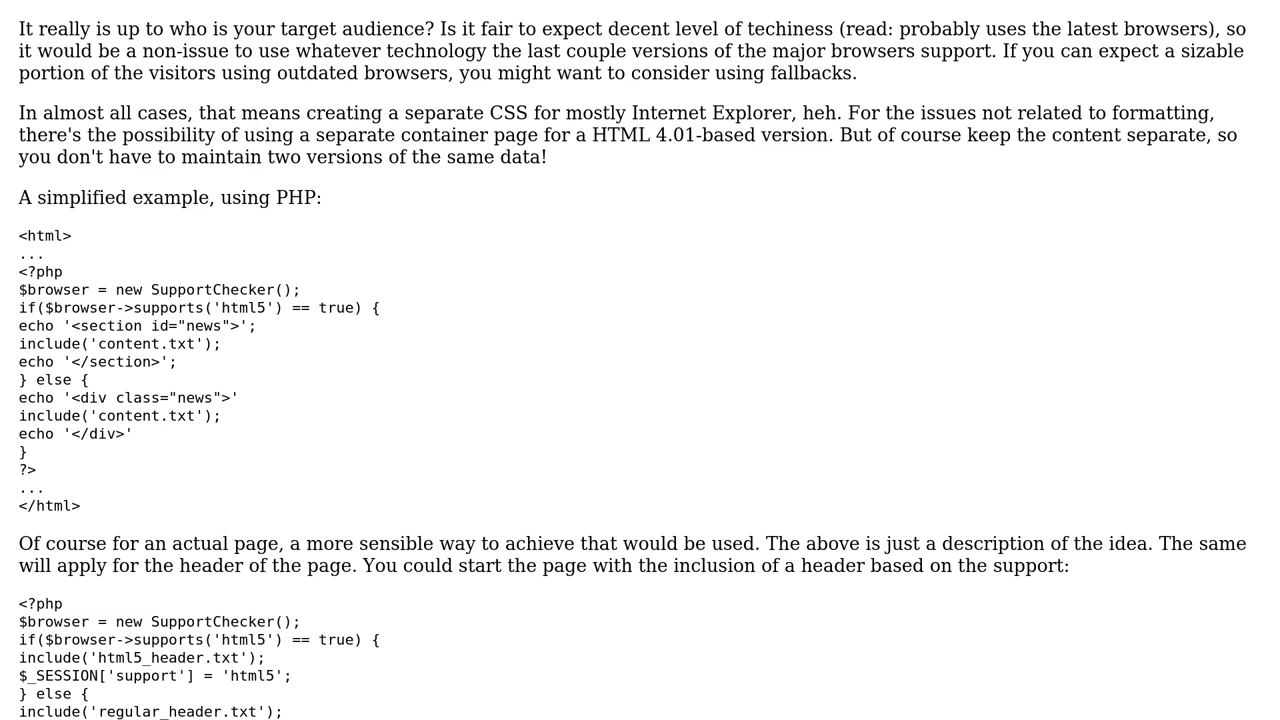 It really is up to who is your target audience? Is it fair to expect decent level of techiness (read: probably uses the latest browsers), so
it would be a non-issue to use whatever technology the last couple versions of the major browsers support. If you can expect a sizable
portion of the visitors using outdated browsers, you might want to consider using fallbacks.
In almost all cases, that means creating a separate CSS for mostly Internet Explorer, heh. For the issues not related to formatting,
there's the possibility of using a separate container page for a HTML 4.01-based version. But of course keep the content separate, so
you don't have to maintain two versions of the same data!
A simplified example, using PHP:
<html>
...
<?php
$browser = new SupportChecker();
if($browser->supports('html5') == true) {
echo '<section id="news">';
include('content.txt');
echo '</section>';
} else {
echo '<div class="news">'
include('content.txt');
echo '</div>'
}
?>
...
</html>
Of course for an actual page, a more sensible way to achieve that would be used. The above is just a description of the idea. The same
will apply for the header of the page. You could start the page with the inclusion of a header based on the support:
<?php
$browser = new SupportChecker();
if($browser->supports('html5') == true) {
include('html5_header.txt');
$_SESSION['support'] = 'html5';
} else {
include('regular_header.txt');